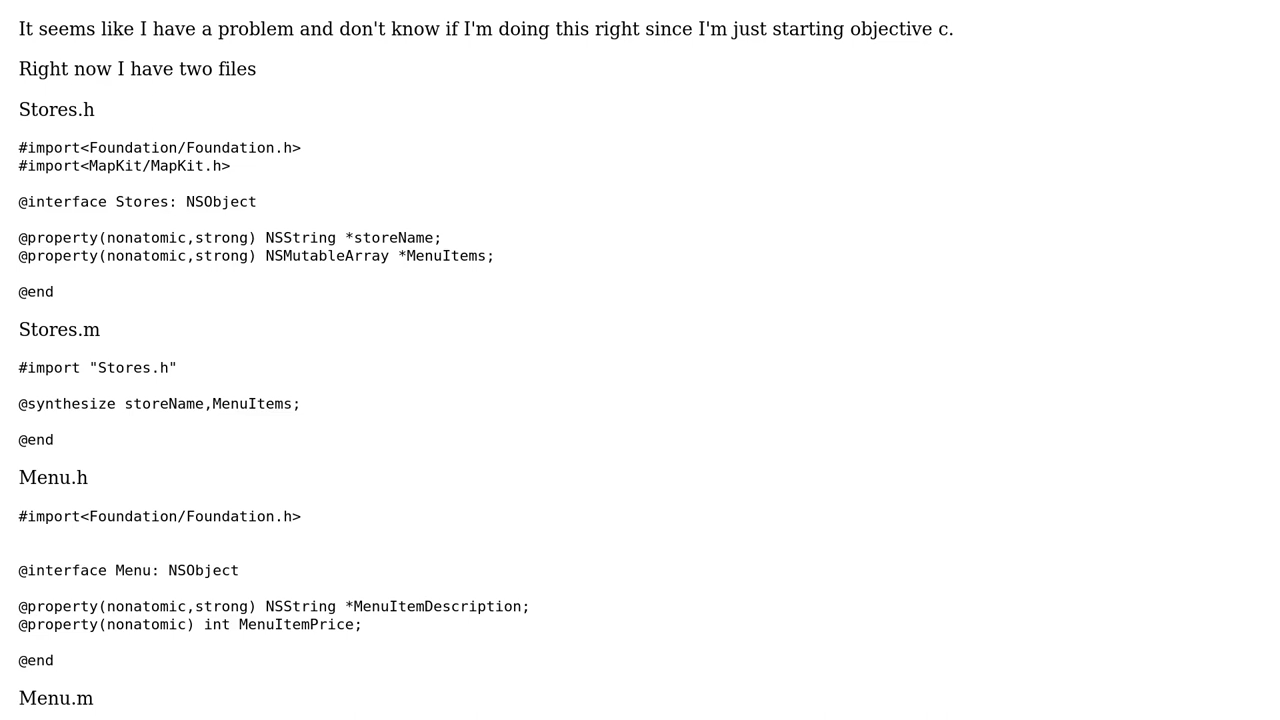 It seems like I have a problem and don't know if I'm doing this right since I'm just starting objective c.
Right now I have two files
Stores.h
#import<Foundation/Foundation.h>
#import<MapKit/MapKit.h>
@interface Stores: NSObject
@property(nonatomic,strong) NSString *storeName;
@property(nonatomic,strong) NSMutableArray *MenuItems;
@end
Stores.m
#import "Stores.h"
@synthesize storeName,MenuItems;
@end
Menu.h
#import<Foundation/Foundation.h>
@interface Menu: NSObject
@property(nonatomic,strong) NSString *MenuItemDescription;
@property(nonatomic) int MenuItemPrice;
@end
Menu.m